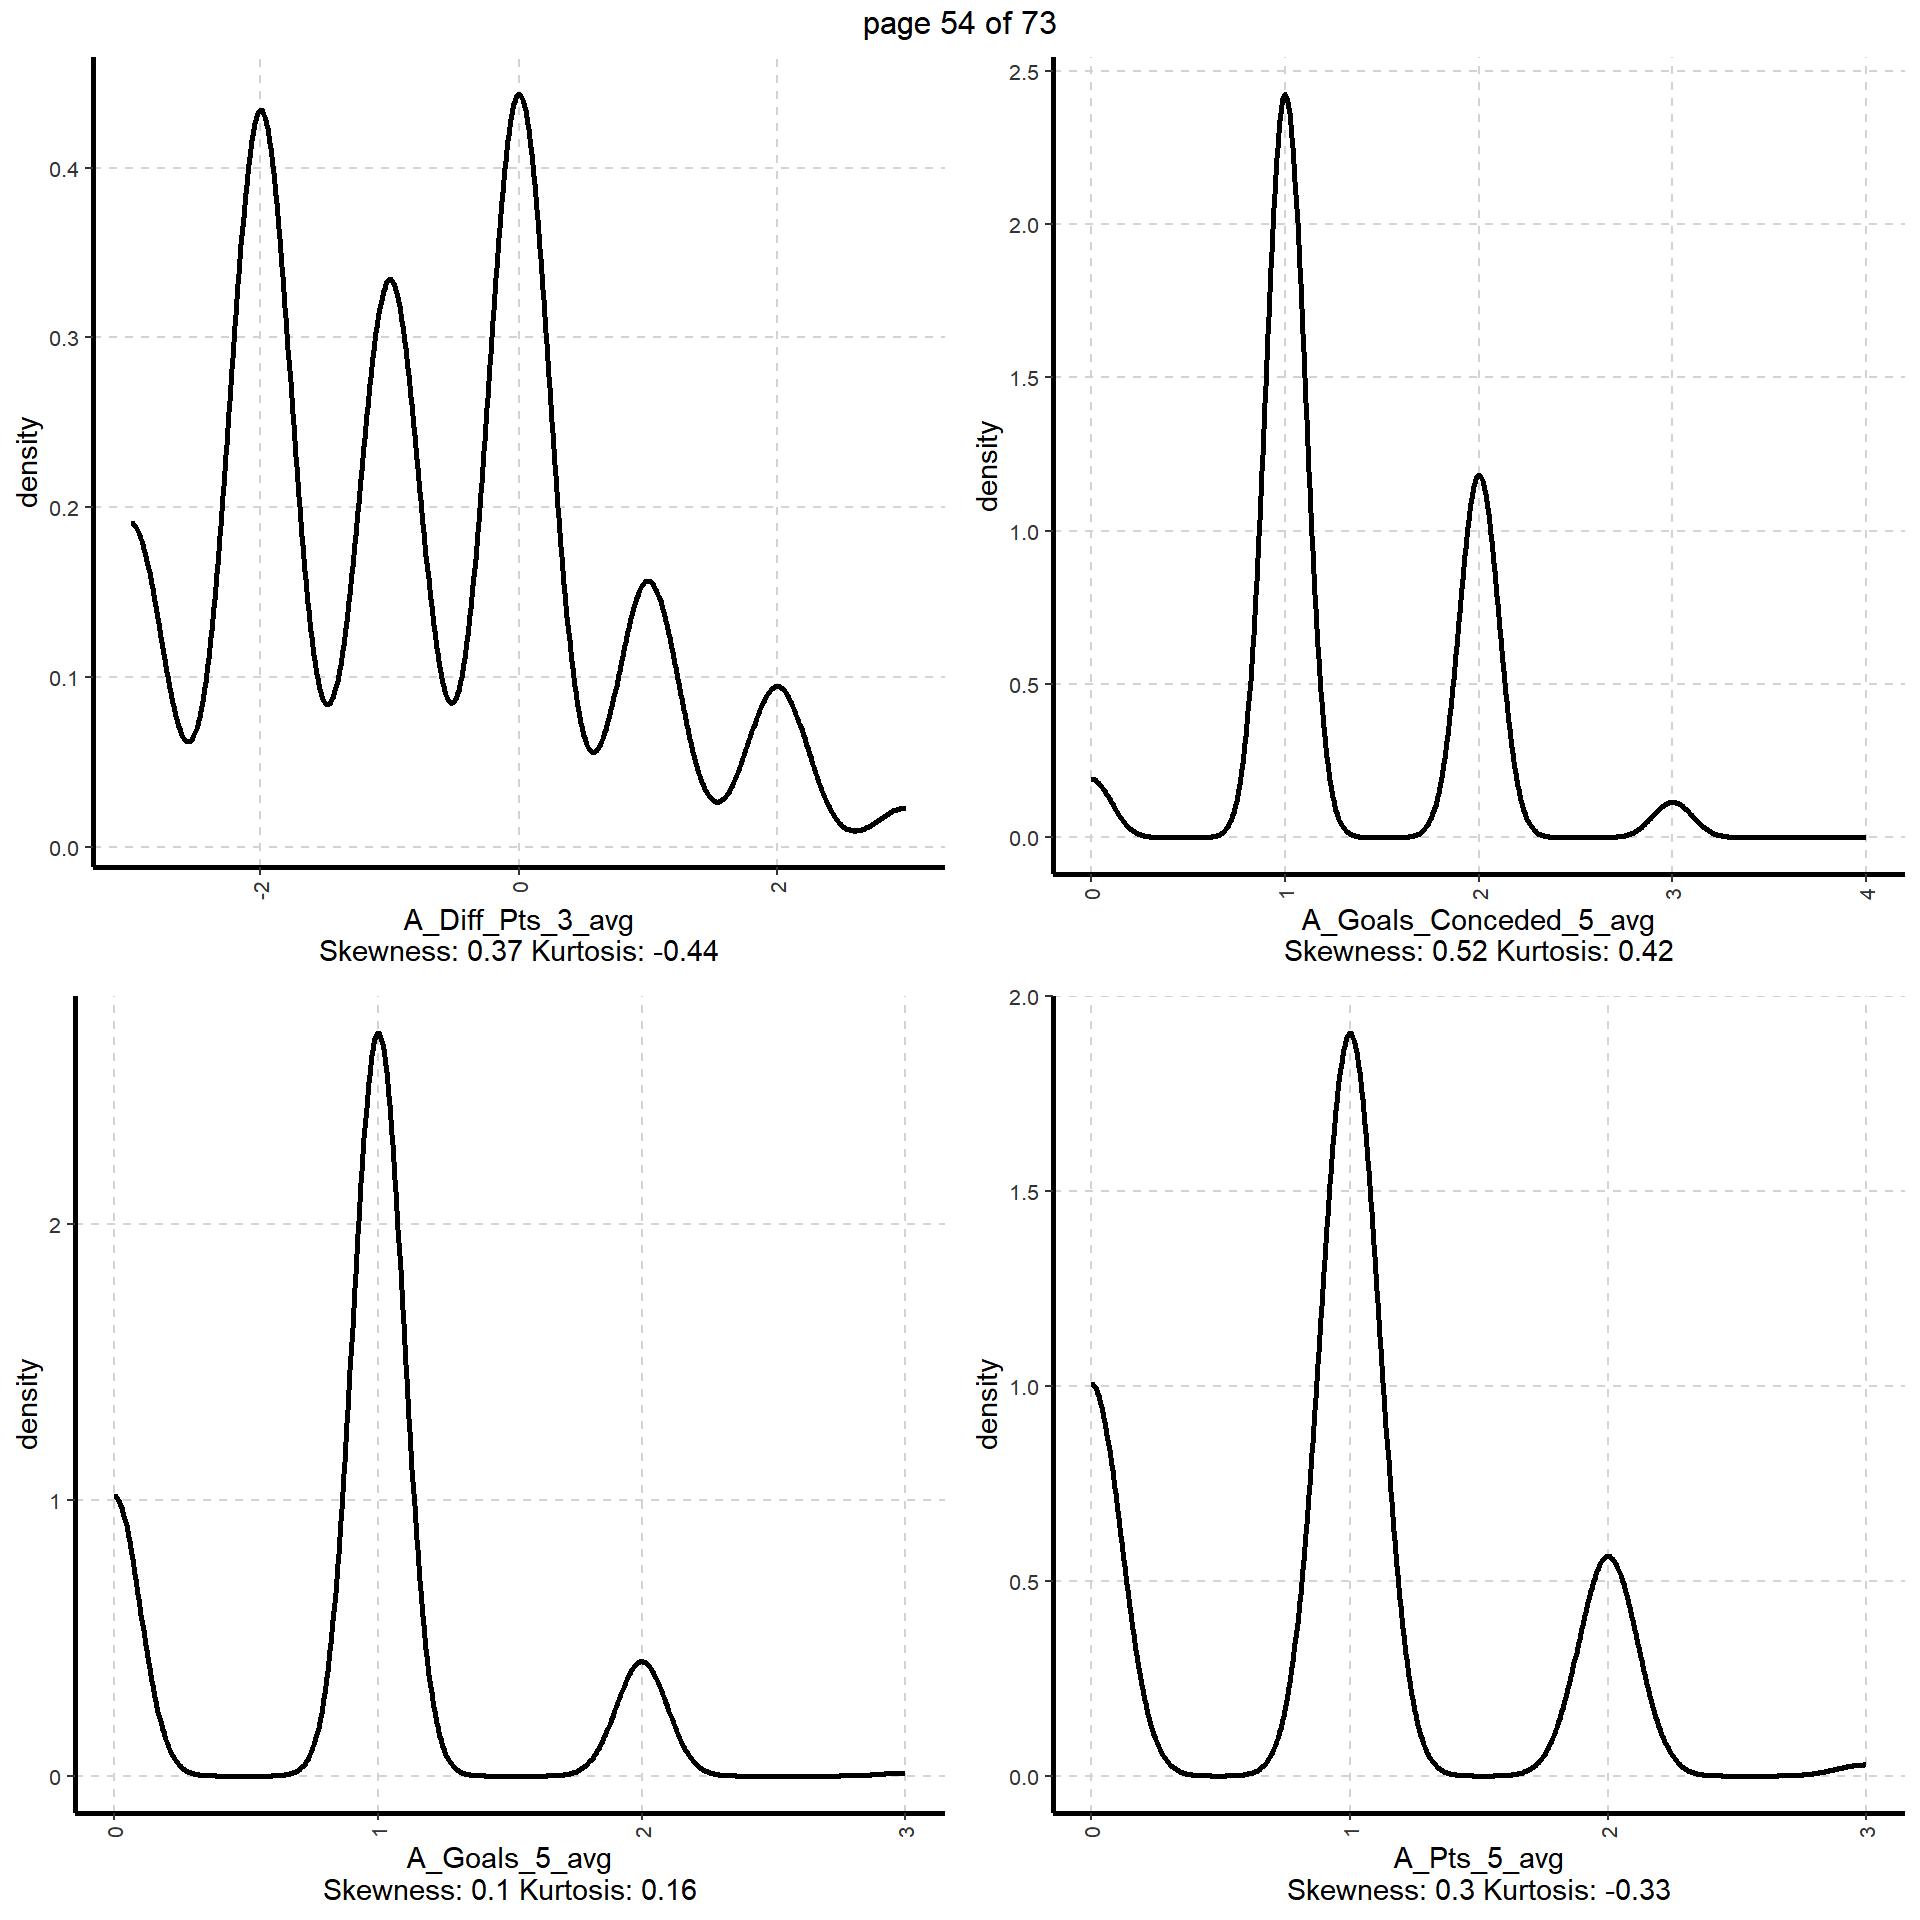 page 54 of 73
density
0.4
0.3
0.2
0.1
0.0
-2
0
2
A_Diff_Pts_3_avg
Skewness: 0.37 Kurtosis: -0.44
density
2.5
2.0
1.5
1.0
0.5
0.0
0
1
2
3
4
A_Goals_Conceded_5_avg
Skewness: 0.52 Kurtosis: 0.42
density
2
1
0
0
1
2
3
A_Goals_5_avg
Skewness: 0.1 Kurtosis: 0.16
density
2.0
1.5
1.0
0.5
0.0
0
1
2
3
A_Pts_5_avg
Skewness: 0.3 Kurtosis: -0.33